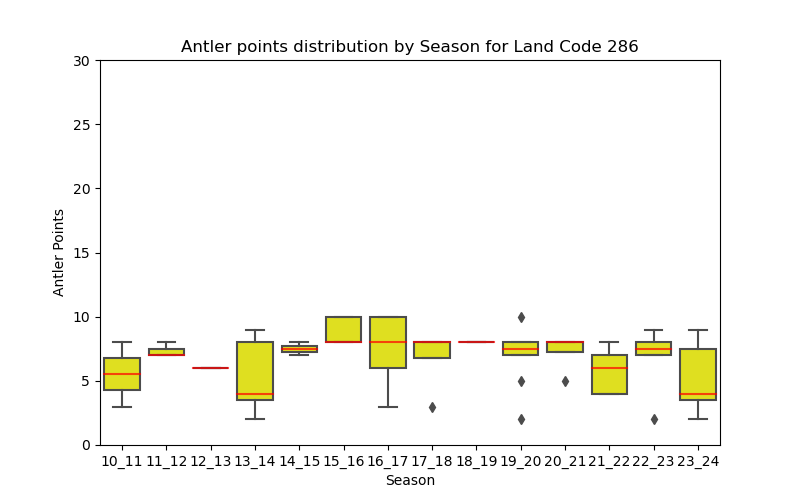 Antler points distribution by Season for Land Code 286
30
25
20
15
10
5
0
Antler Points
10_11 11_12 12_13 13_14 14_15 15_16 16_17 17_18 18_19 19_20 20_21 21_22 22_23 23_24
Season